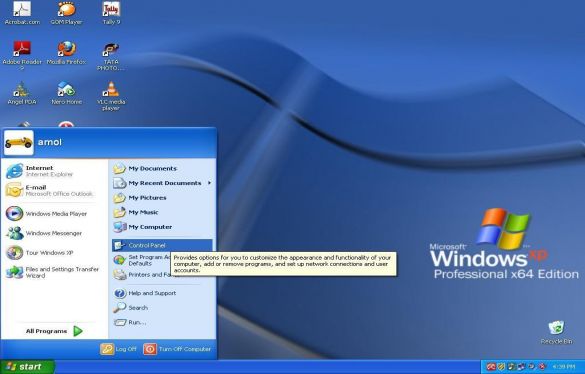 Acrobat.com
GOM Player
Tally 9
Adobe Reader
9
Mozilla Firefox
TATA
PHOTO....
Angel PDA
Nero Home
VLC media
player
amol
Internet
Internet Explorer
E-mail
Microsoft Office Outlook
Windows Media Player
Windows Messenger
Tour Windows XP
Files and Settings Transfer
Wizard
All Programs
My Documents
My Recent Documents
My Pictures
My Music
My Computer
Control Panel
Set Program Ac
Defaults
Printers and Fa
Help and Support
Search
Run...
Provides options for you to customize the appearance and functionality of your
computer, add or remove programs, and set up network connections and user
accounts.
Log Off
Turn Off Computer
Microsoft
Windows xp
Professional x64 Edition
Recycle Bin
start
4:39 PM